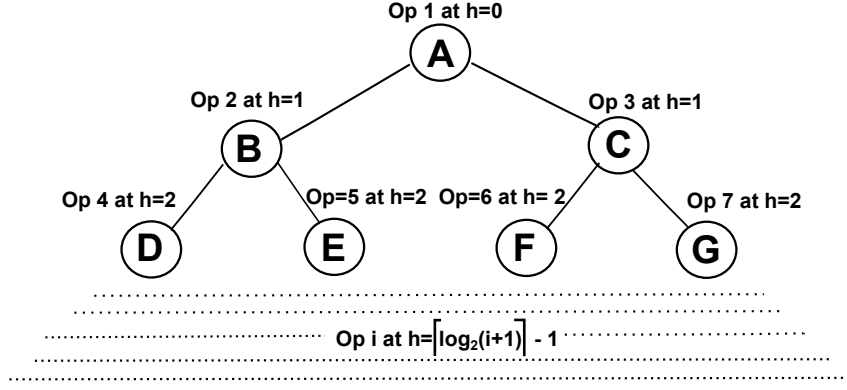 Op 1 at h=0
A
Op 2 at h=1
Op 3 at h=1
B
C
Op 4 at h=2
Op=5 at h=2
Op=6 at h= 2
Op 7 at h=2
D
E
F
G
Op i at h=⌈log₂(i+1)⌉ - 1